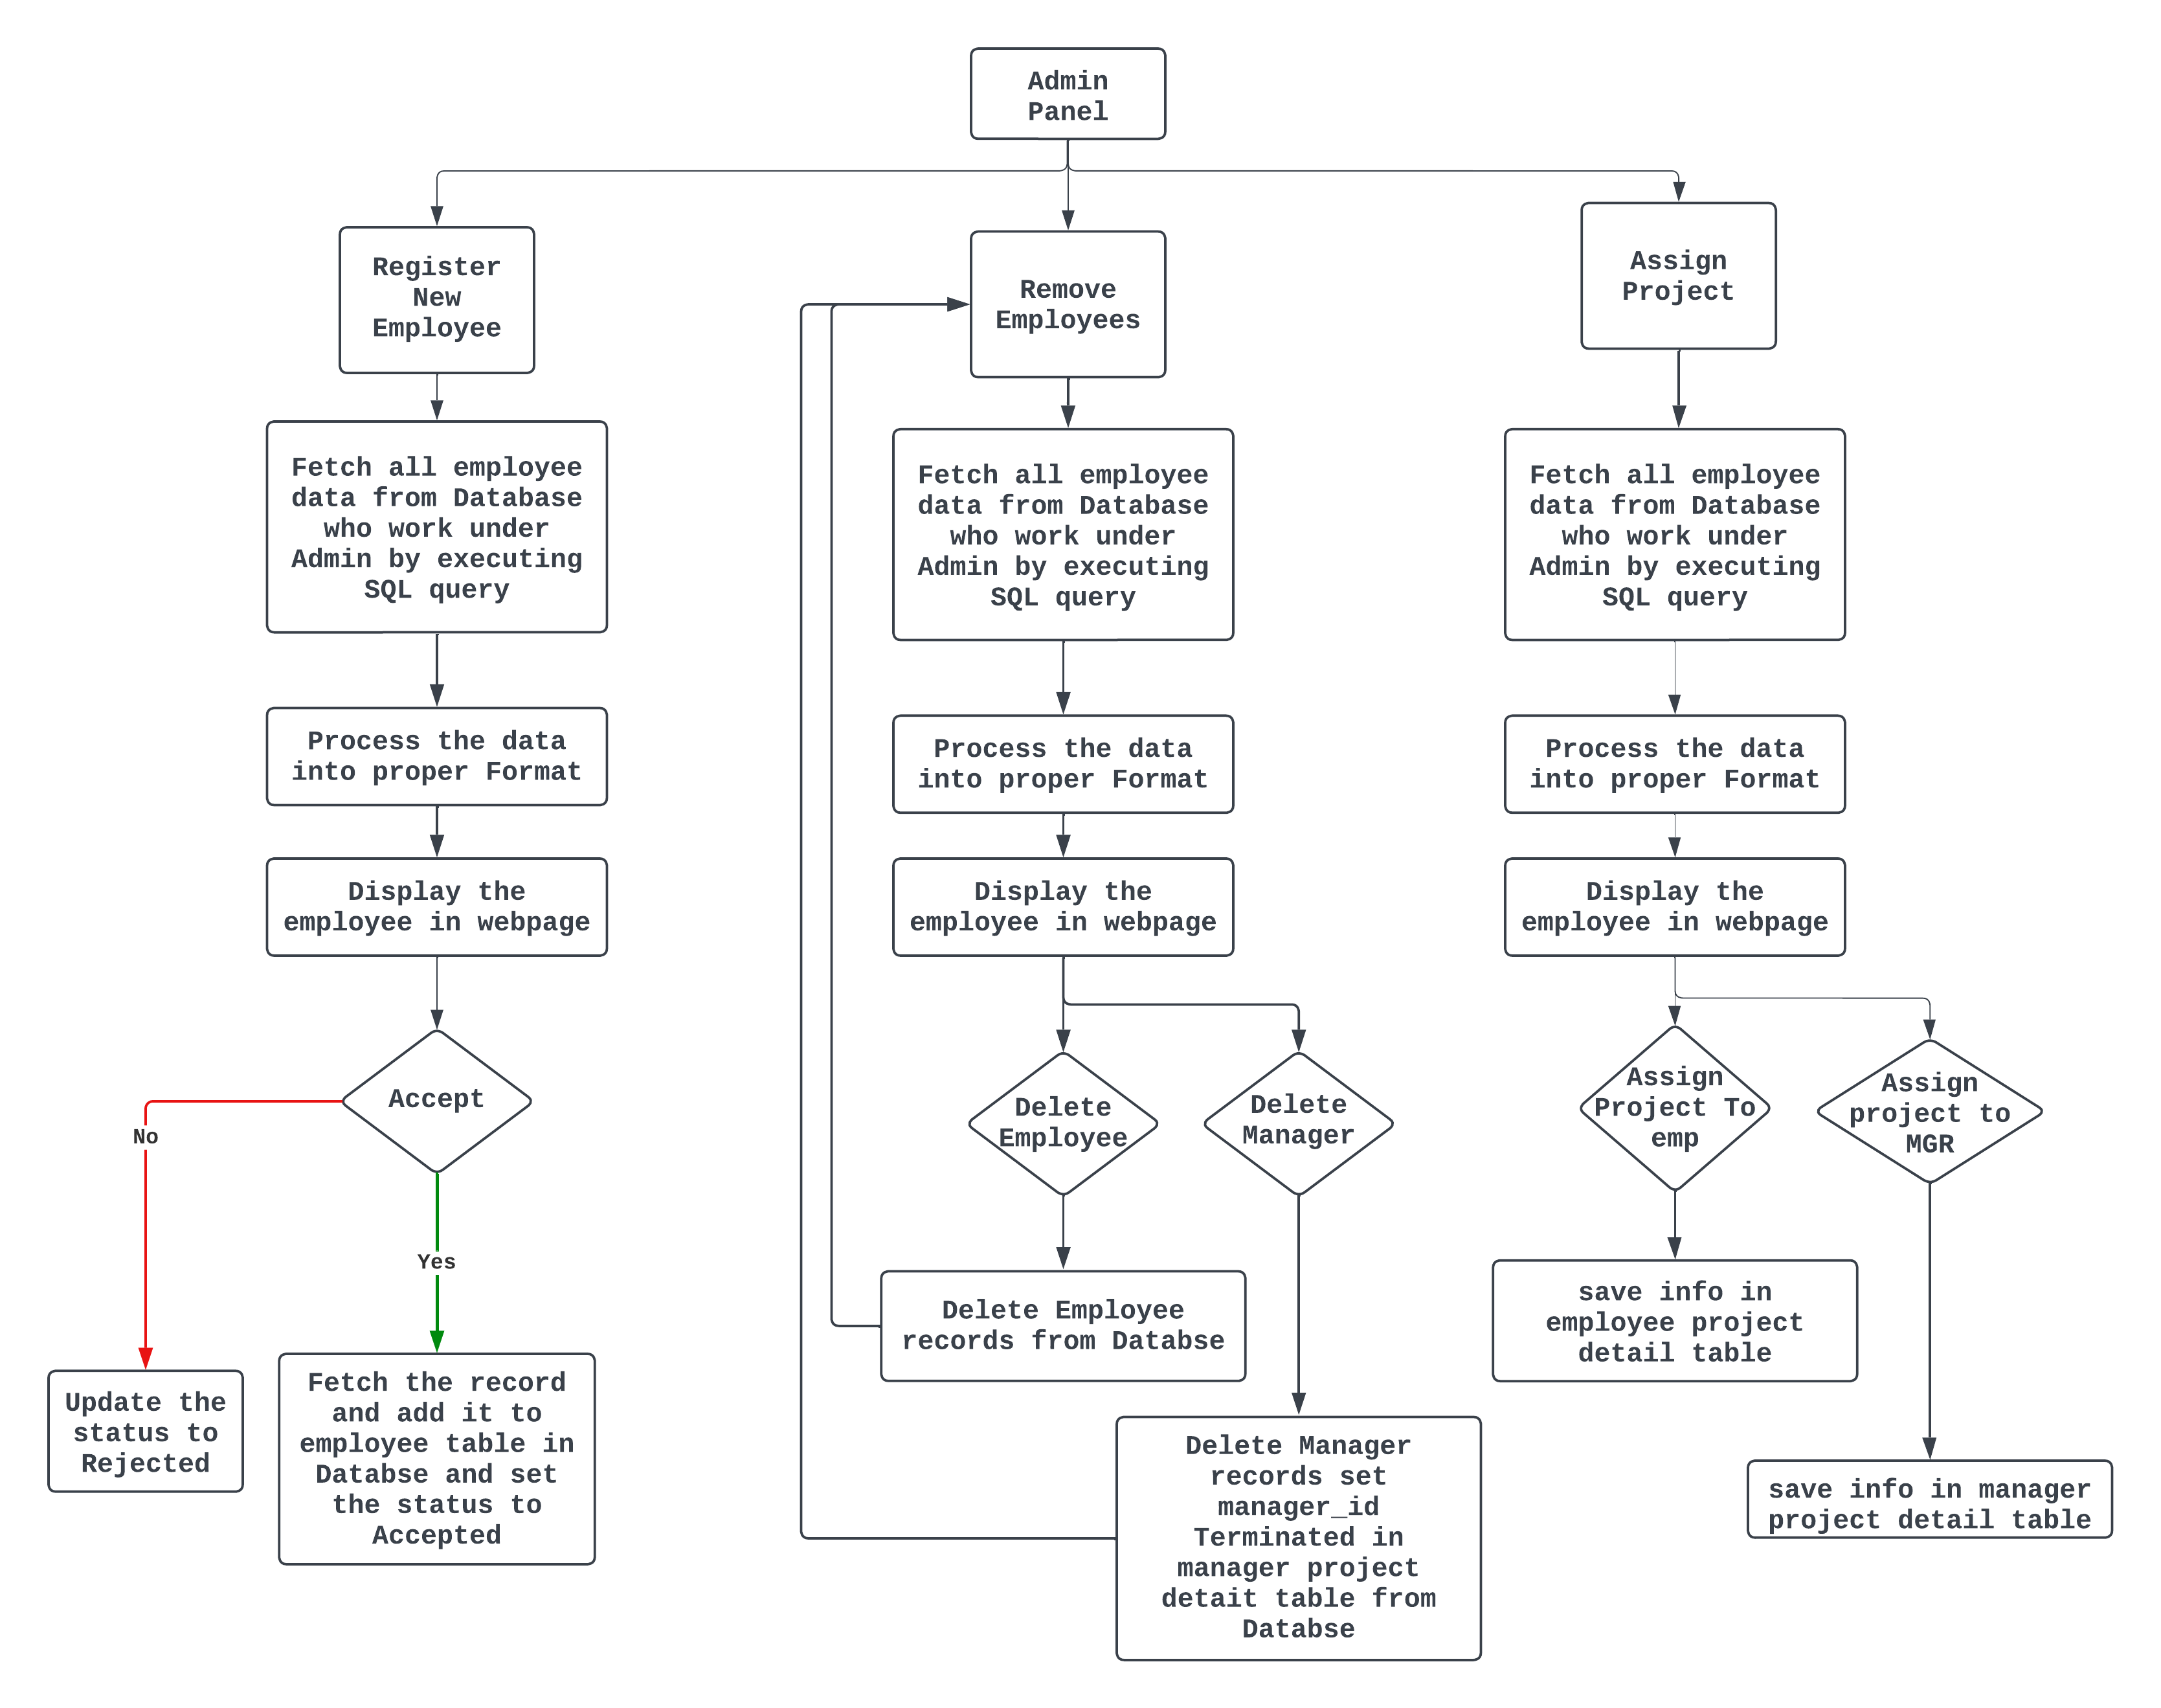 Admin
Panel
Register
New
Employee
Remove
Employees
Assign
Project
Fetch all employee
data from Database
who work under
Admin by executing
SQL query
Fetch all employee
data from Database
who work under
Admin by executing
SQL query
Fetch all employee
data from Database
who work under
Admin by executing
SQL query
Process the data
into proper Format
Process the data
into proper Format
Process the data
into proper Format
Display the
employee in webpage
Display the
employee in webpage
Display the
employee in webpage
Accept
Delete
Employee
Delete
Manager
Assign
Project To
emp
Assign
project to
MGR
No
Yes
Delete Employee
records from Databse
save info in
employee project
detail table
Update the
status to
Rejected
Fetch the record
and add it to
employee table in
Databse and set
the status to
Accepted
Delete Manager
records set
manager_id
Terminated in
manager project
detait table from
Databse
save info in manager
project detail table